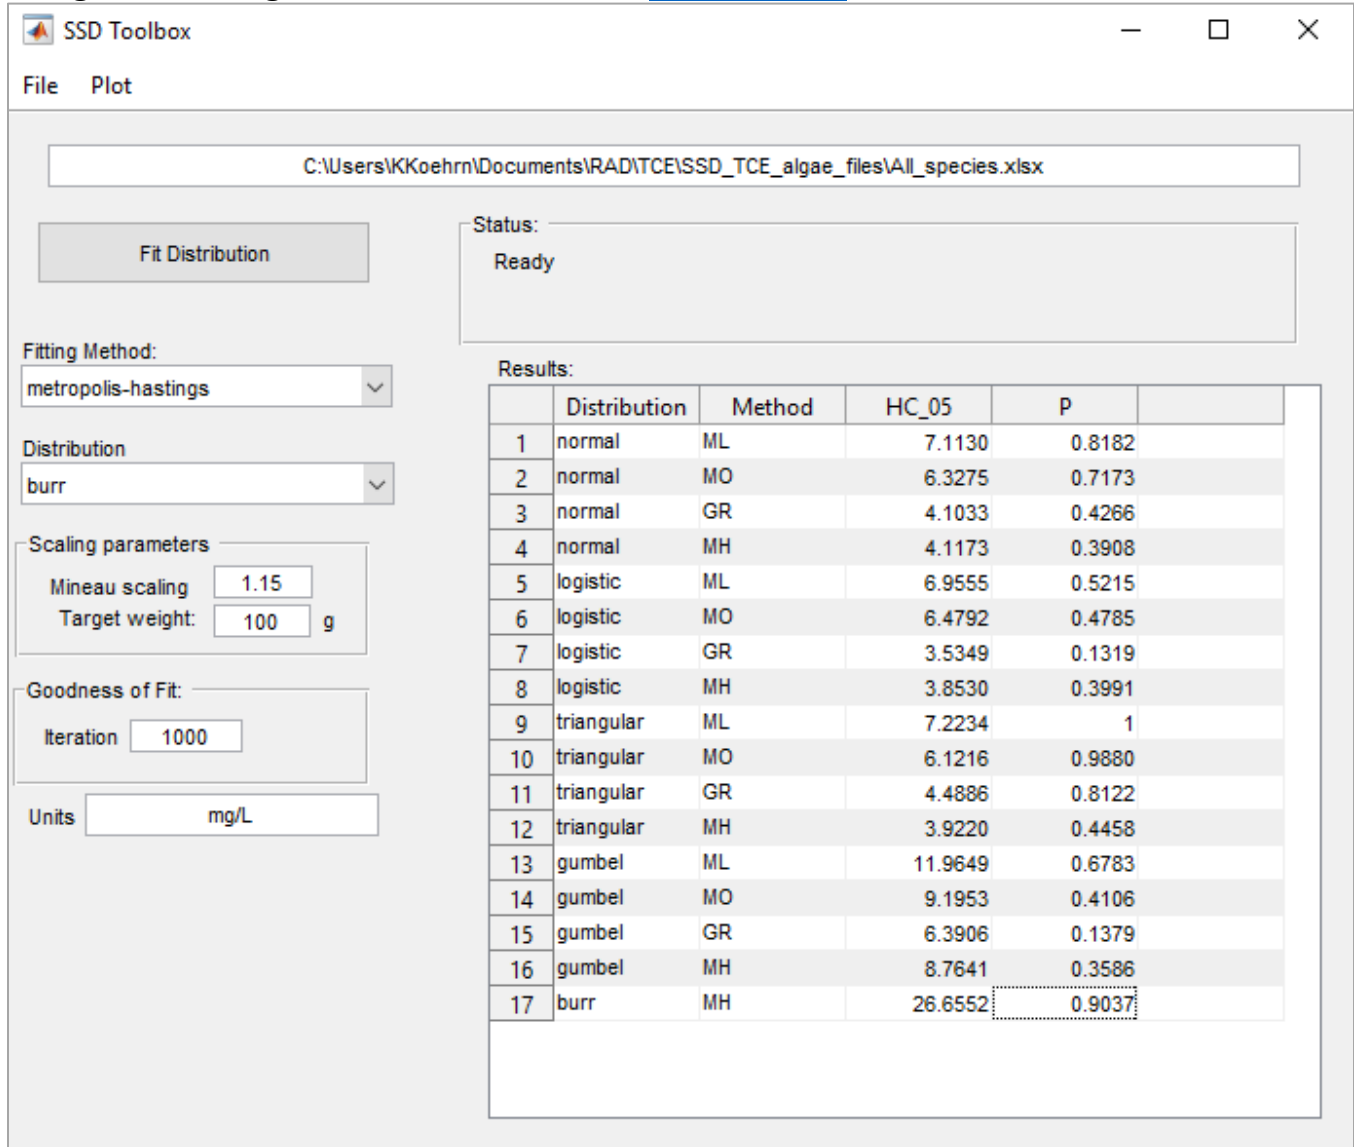 SSD Toolbox
File Plot
C:\Users\KKoehrn\Documents\RAD\TCE\SSD_TCE_algae_files\All_species.xlsx
Fit Distribution
Status:
Ready
Fitting Method:
metropolis-hastings
Distribution
burr
Scaling parameters
Mineau scaling 1.15
Target weight: 100 g
Goodness of Fit:
Iteration 1000
Units mg/L
Results:
Distribution Method HC_05 P
1 normal ML 7.1130 0.8182
2 normal MO 6.3275 0.7173
3 normal GR 4.1033 0.4266
4 normal MH 4.1173 0.3908
5 logistic ML 6.9555 0.5215
6 logistic MO 6.4792 0.4785
7 logistic GR 3.5349 0.1319
8 logistic MH 3.8530 0.3991
9 triangular ML 7.2234 1
10 triangular MO 6.1216 0.9880
11 triangular GR 4.4886 0.8122
12 triangular MH 3.9220 0.4458
13 gumbel ML 11.9649 0.6783
14 gumbel MO 9.1953 0.4106
15 gumbel GR 6.3906 0.1379
16 gumbel MH 8.7641 0.3586
17 burr MH 26.6552 0.9037